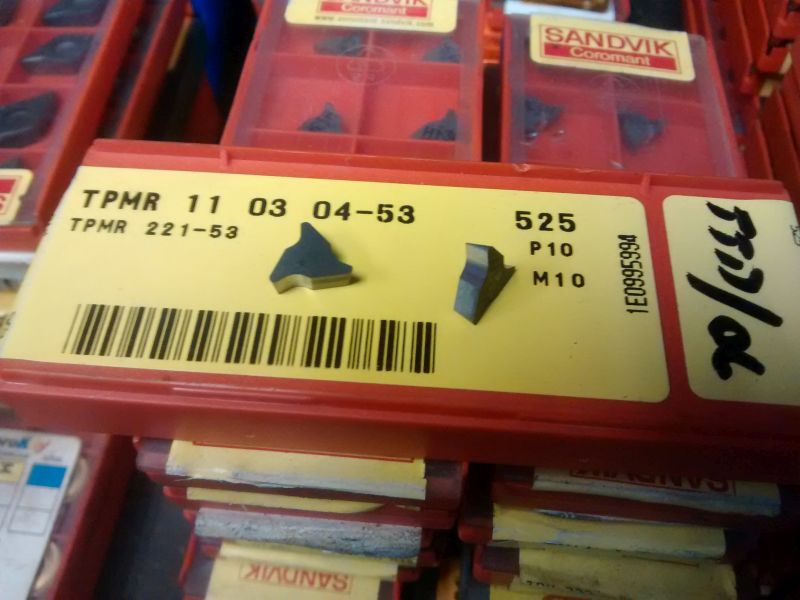 Coromant
SANDVIK
Coromant
TPMR 11 03 04-53
TPMR 221-53
525
P10
M10
1E0995994
SANDVIK
SANDVIK